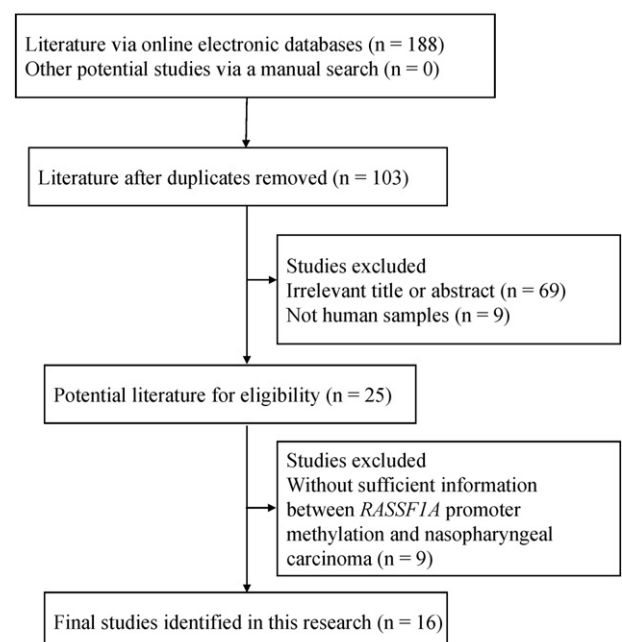 Literature via online electronic databases (n = 188)
Other potential studies via a manual search (n = 0)
Literature after duplicates removed (n = 103)
Studies excluded
Irrelevant title or abstract (n = 69)
Not human samples (n = 9)
Potential literature for eligibility (n = 25)
Studies excluded
Without sufficient information
between RASSF1A promoter
methylation and nasopharyngeal
carcinoma (n = 9)
Final studies identified in this research (n = 16)